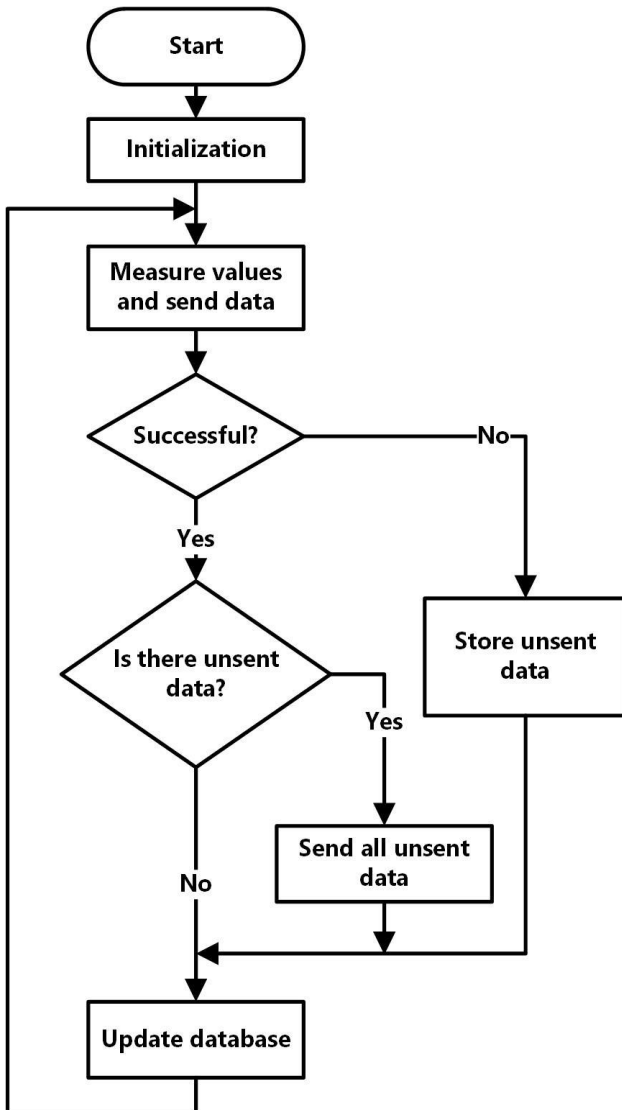 Start
Initialization
Measure values
and send data
Successful?
No
Yes
Is there unsent
data?
Store unsent
data
Yes
Send all unsent
data
No
Update database